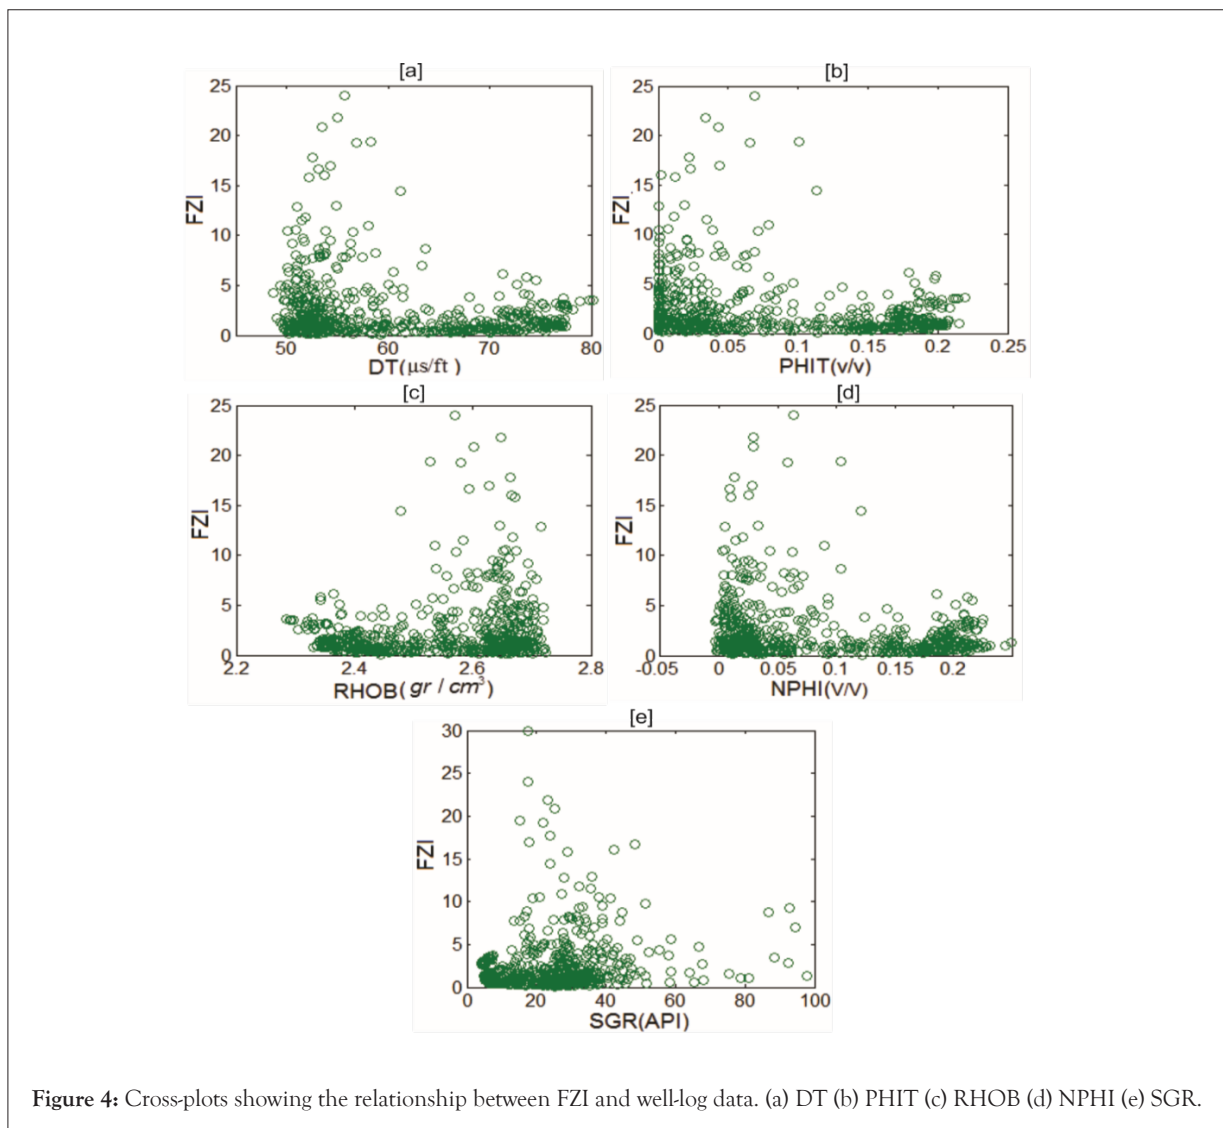 [a]
25
20
15
10
5
0
FZI
50 60 70 80
DT(μs/ft )
[b]
25
20
15
10
5
0
FZI
0 0.05 0.1 0.15 0.2 0.25
PHIT(v/v)
[c]
25
20
15
10
5
0
FZI
2.2 2.4 2.6 2.8
RHOB( gr / cm³)
[d]
25
20
15
10
5
0
FZI
-0.05 0 0.05 0.1 0.15 0.2
NPHI(V/V)
[e]
30
25
20
15
10
5
0
FZI
0 20 40 60 80 100
SGR(API)
Figure 4: Cross-plots showing the relationship between FZI and well-log data. (a) DT (b) PHIT (c) RHOB (d) NPHI (e) SGR.